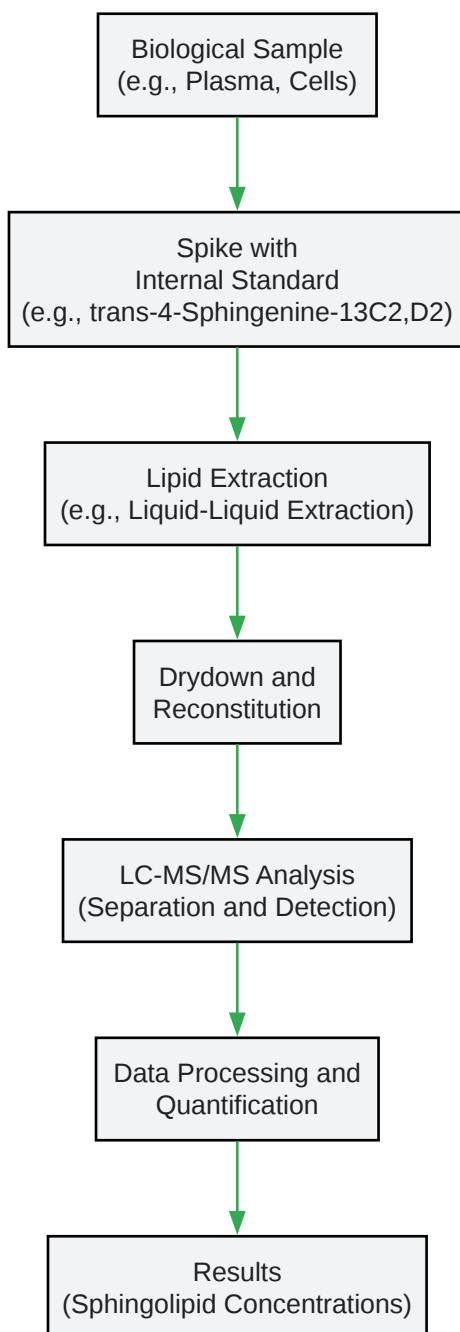 Biological Sample
(e.g., Plasma, Cells)
Spike with
Internal Standard
(e.g., trans-4-Sphingenine-13C2,D2)
Lipid Extraction
(e.g., Liquid-Liquid Extraction)
Drydown and
Reconstitution
LC-MS/MS Analysis
(Separation and Detection)
Data Processing and
Quantification
Results
(Sphingolipid Concentrations)